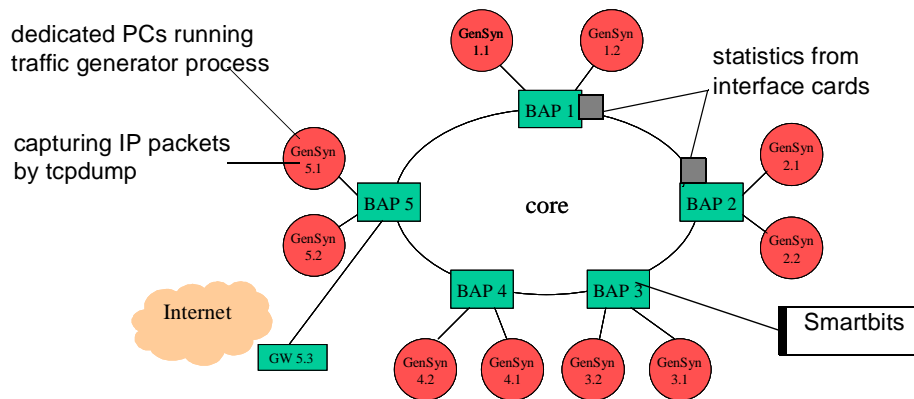 dedicated PCs running
traffic generator process
capturing IP packets
by tcpdump
GenSyn
1.1
GenSyn
1.2
statistics from
interface cards
BAP 1
GenSyn
5.1
GenSyn
5.2
BAP 5
core
BAP 2
GenSyn
2.1
GenSyn
2.2
BAP 4
BAP 3
Internet
GW 5.3
GenSyn
4.2
GenSyn
4.1
GenSyn
3.2
GenSyn
3.1
Smartbits